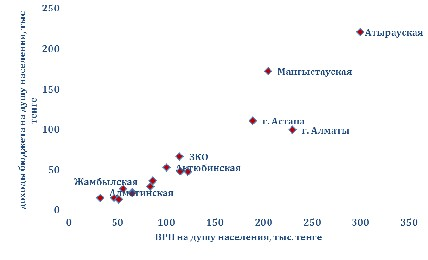 доходы бюджета на душу населения, тыс
тенге
250
200
150
100
50
0
Атырауская
Мангыстауская
г. Астана
г. Алматы
ЗКО
Актюбинская
Жамбылская
Алматинская
0 50 100 150 200 250 300 350
ВРП на душу населения, тыс. тенге